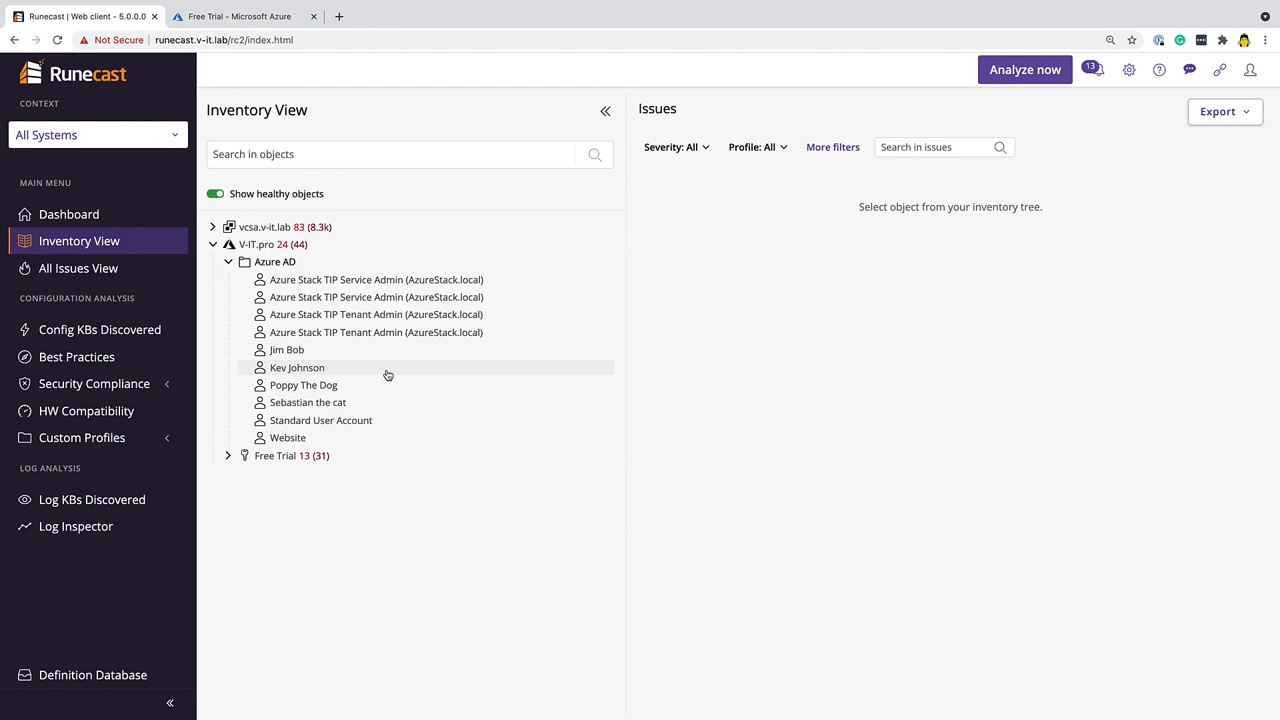 Runecast | Web client - 5.0.0.0
Free Trial - Microsoft Azure
Not Secure | runecast.v-it.lab/rc2/index.html
Runecast
CONTEXT
All Systems
MAIN MENU
Dashboard
Inventory View
All Issues View
CONFIGURATION ANALYSIS
Config KBs Discovered
Best Practices
Security Compliance
HW Compatibility
Custom Profiles
LOG ANALYSIS
Log KBs Discovered
Log Inspector
Definition Database
Analyze now
13
Inventory View
Search in objects
Show healthy objects
vcsa.v-it.lab 83 (8.3k)
V-IT.pro 24 (44)
Azure AD
Azure Stack TIP Service Admin (AzureStack.local)
Azure Stack TIP Service Admin (AzureStack.local)
Azure Stack TIP Tenant Admin (AzureStack.local)
Azure Stack TIP Tenant Admin (AzureStack.local)
Jim Bob
Kev Johnson
Poppy The Dog
Sebastian the cat
Standard User Account
Website
Free Trial 13 (31)
Issues
Export
Severity: All
Profile: All
More filters
Search in issues
Select object from your inventory tree.